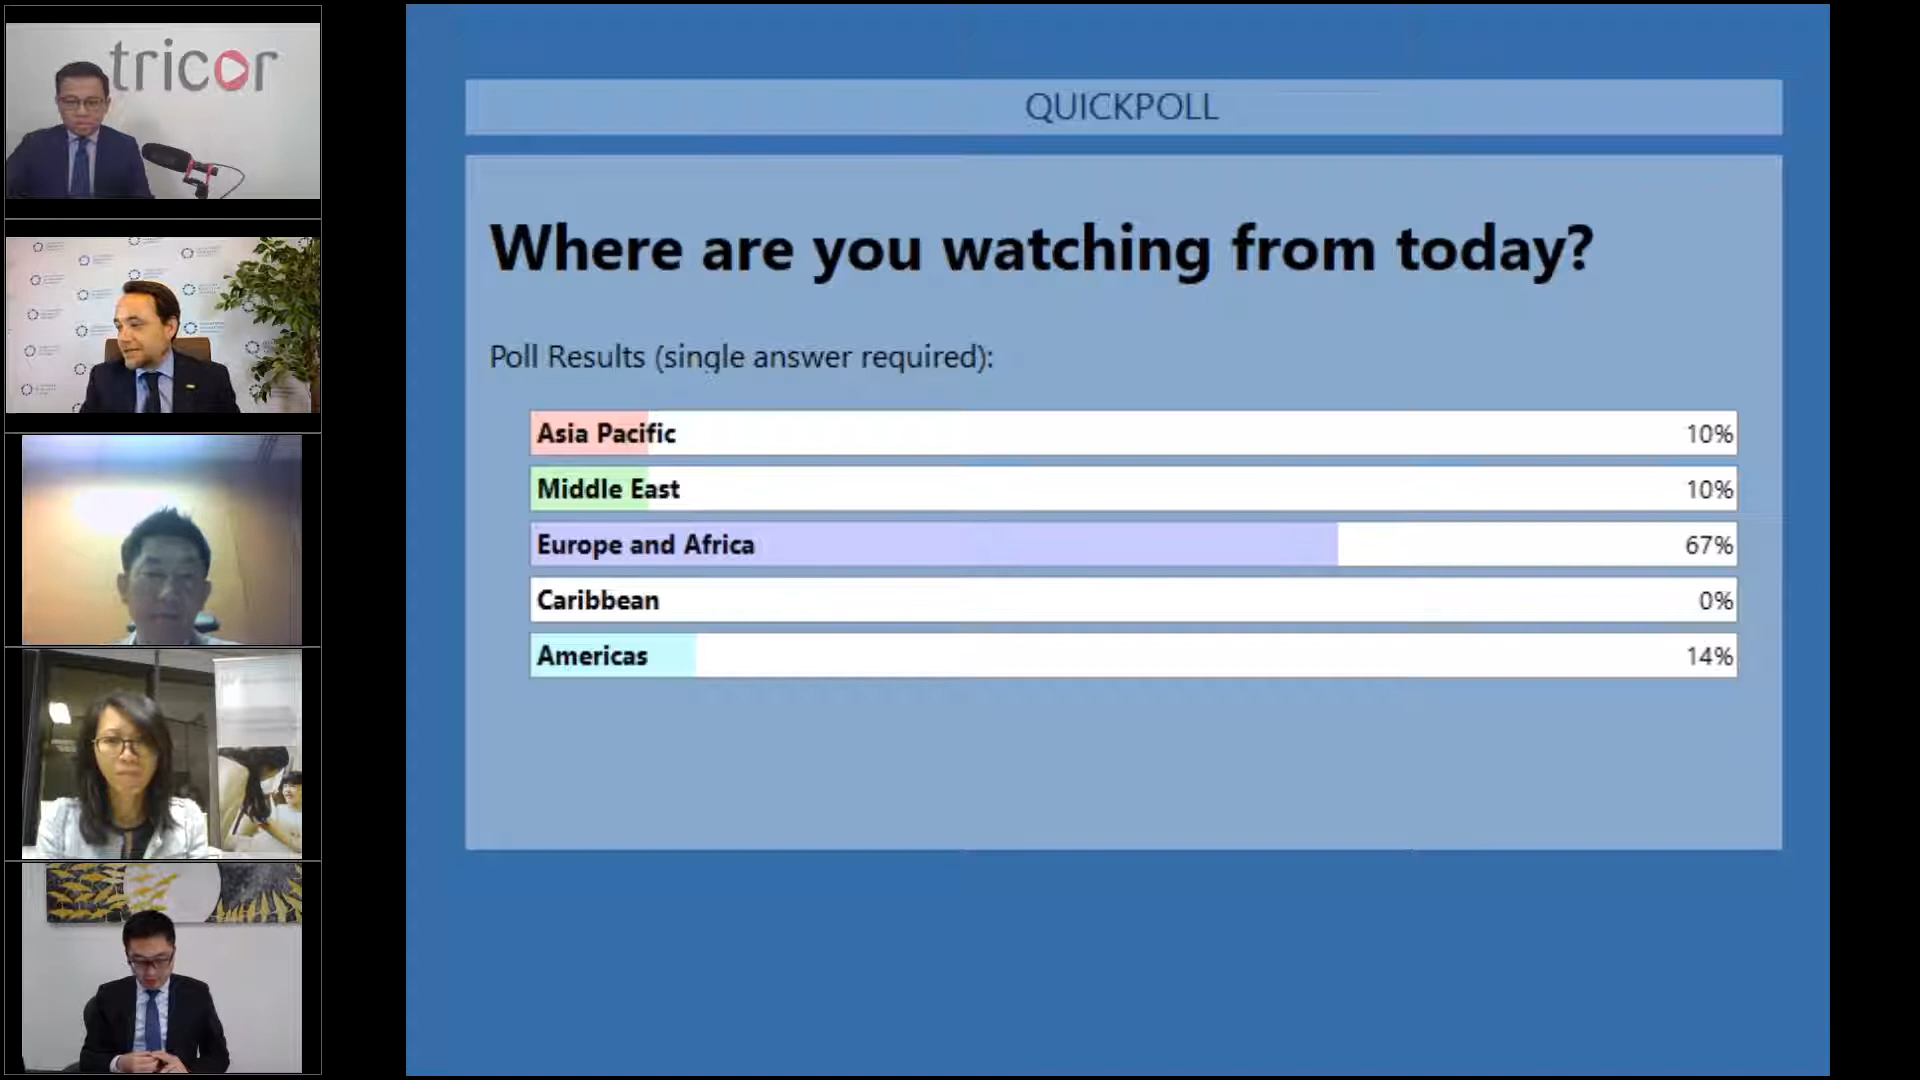 tricor
QUICKPOLL
Where are you watching from today?
Poll Results (single answer required):
Asia Pacific 10%
Middle East 10%
Europe and Africa 67%
Caribbean 0%
Americas 14%